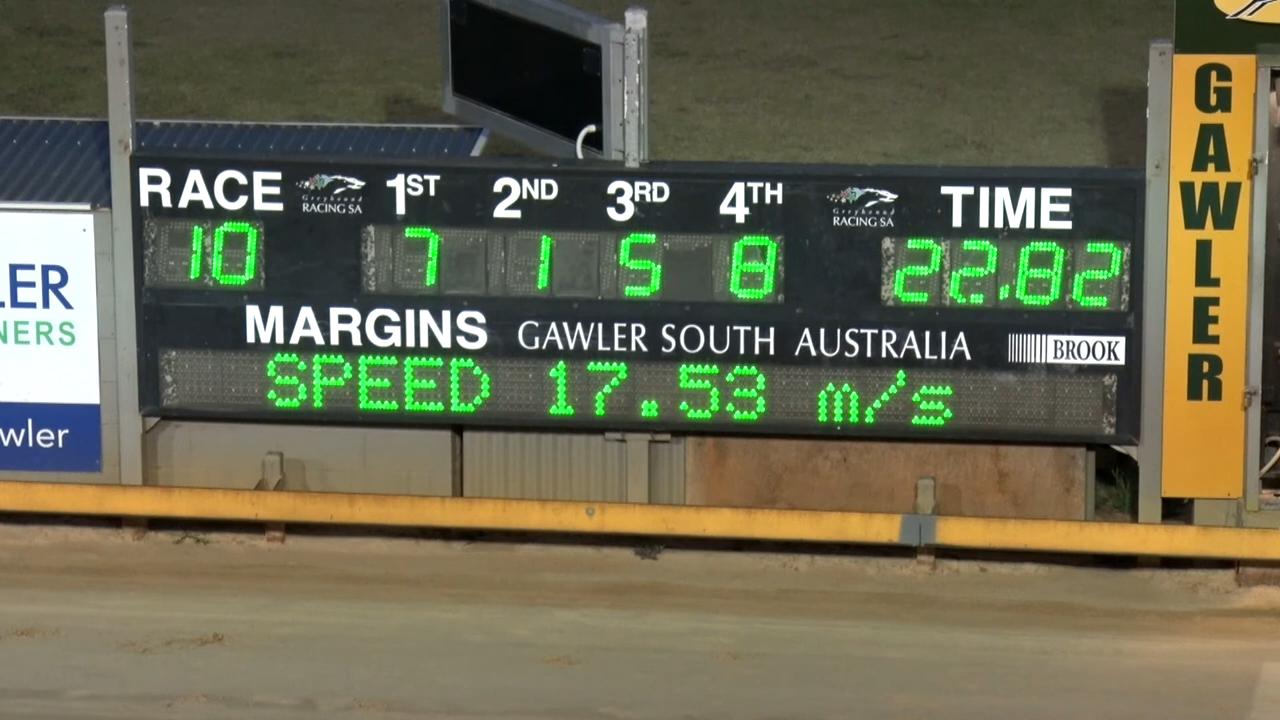 RACE 1ST 2ND 3RD 4TH TIME
Greyhound RACING SA
Greyhound RACING SA
10 7 1 5 8 22.82
MARGINS GAWLER SOUTH AUSTRALIA BROOK
SPEED 17.53 m/s
GAWLER
LER
NERS
wler